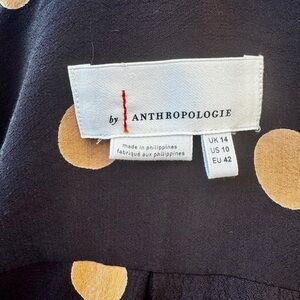 by ANTHROPOLOGIE
made in philippines
fabriqué aux philippines
UK 14
US 10
EU 42